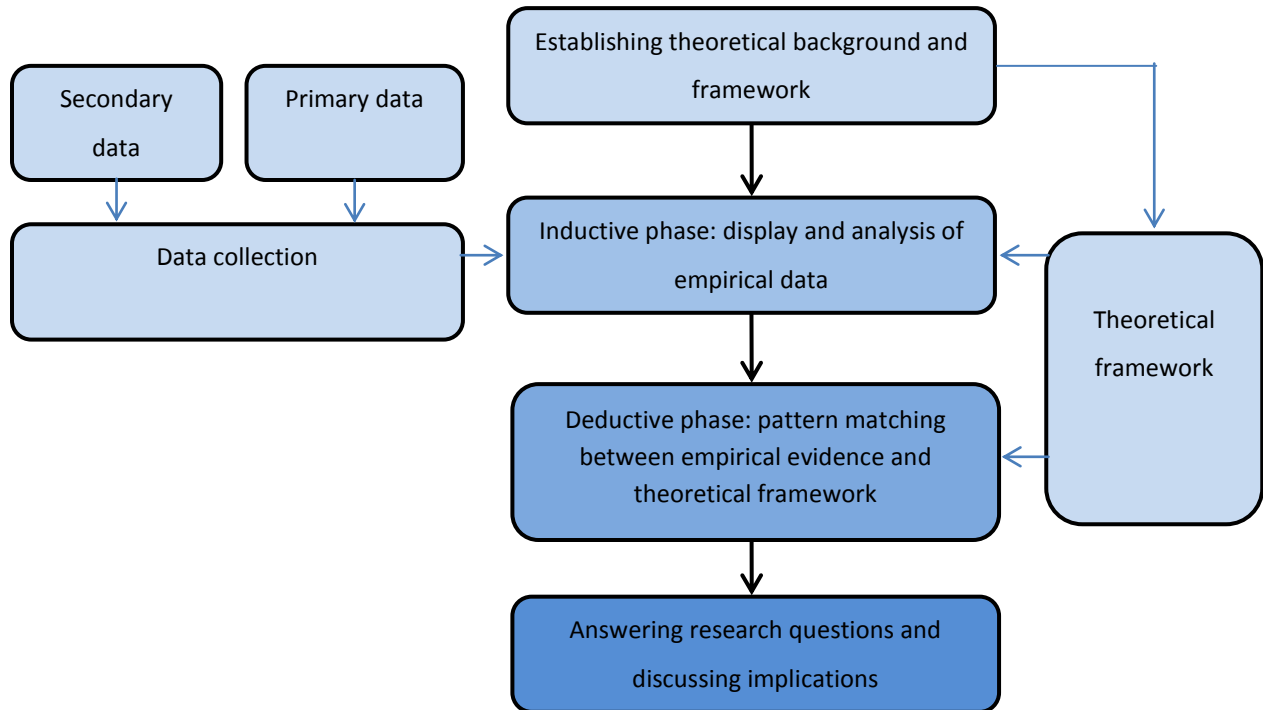 Establishing theoretical background and
framework
Secondary
data
Primary data
Data collection
Inductive phase: display and analysis of
empirical data
Theoretical
framework
Deductive phase: pattern matching
between empirical evidence and
theoretical framework
Answering research questions and
discussing implications